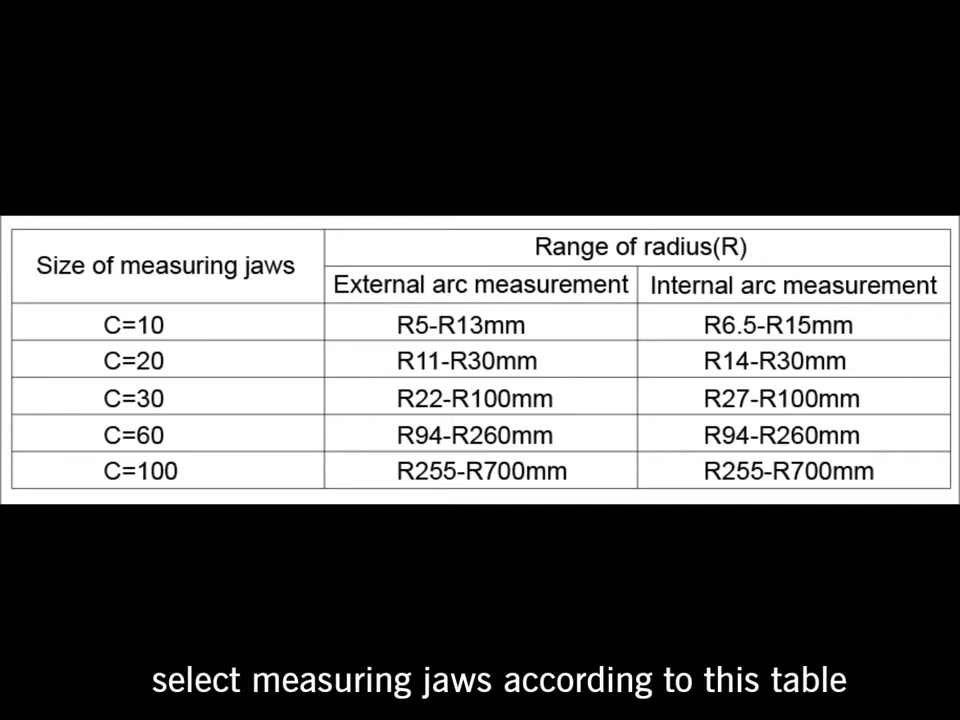 Size of measuring jaws
Range of radius(R)
External arc measurement
Internal arc measurement
C=10 R5-R13mm R6.5-R15mm
C=20 R11-R30mm R14-R30mm
C=30 R22-R100mm R27-R100mm
C=60 R94-R260mm R94-R260mm
C=100 R255-R700mm R255-R700mm
select measuring jaws according to this table